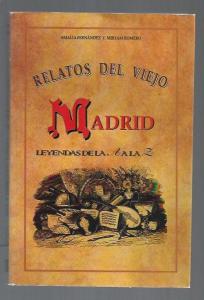 AMALIA FERNÁNDEZ Y MIRIAM ROMERO
RELATOS DEL VIEJO
MADRID
LEYENDAS DE LA A A LA Z